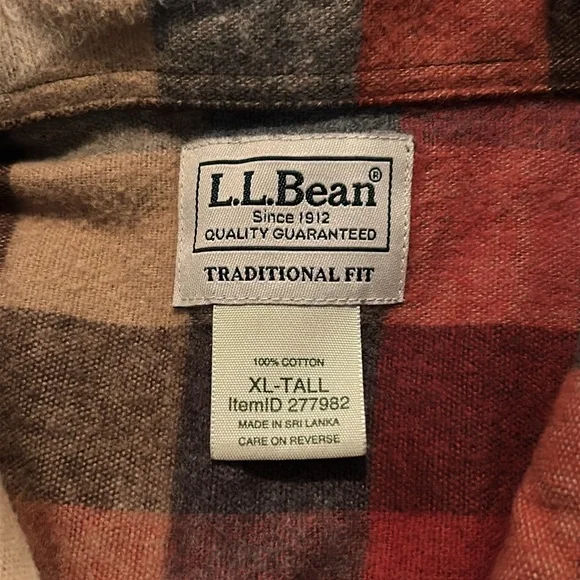 L.L.Bean®
Since 1912
QUALITY GUARANTEED
TRADITIONAL FIT
100% COTTON
XL-TALL
ItemID 277982
MADE IN SRI LANKA
CARE ON REVERSE